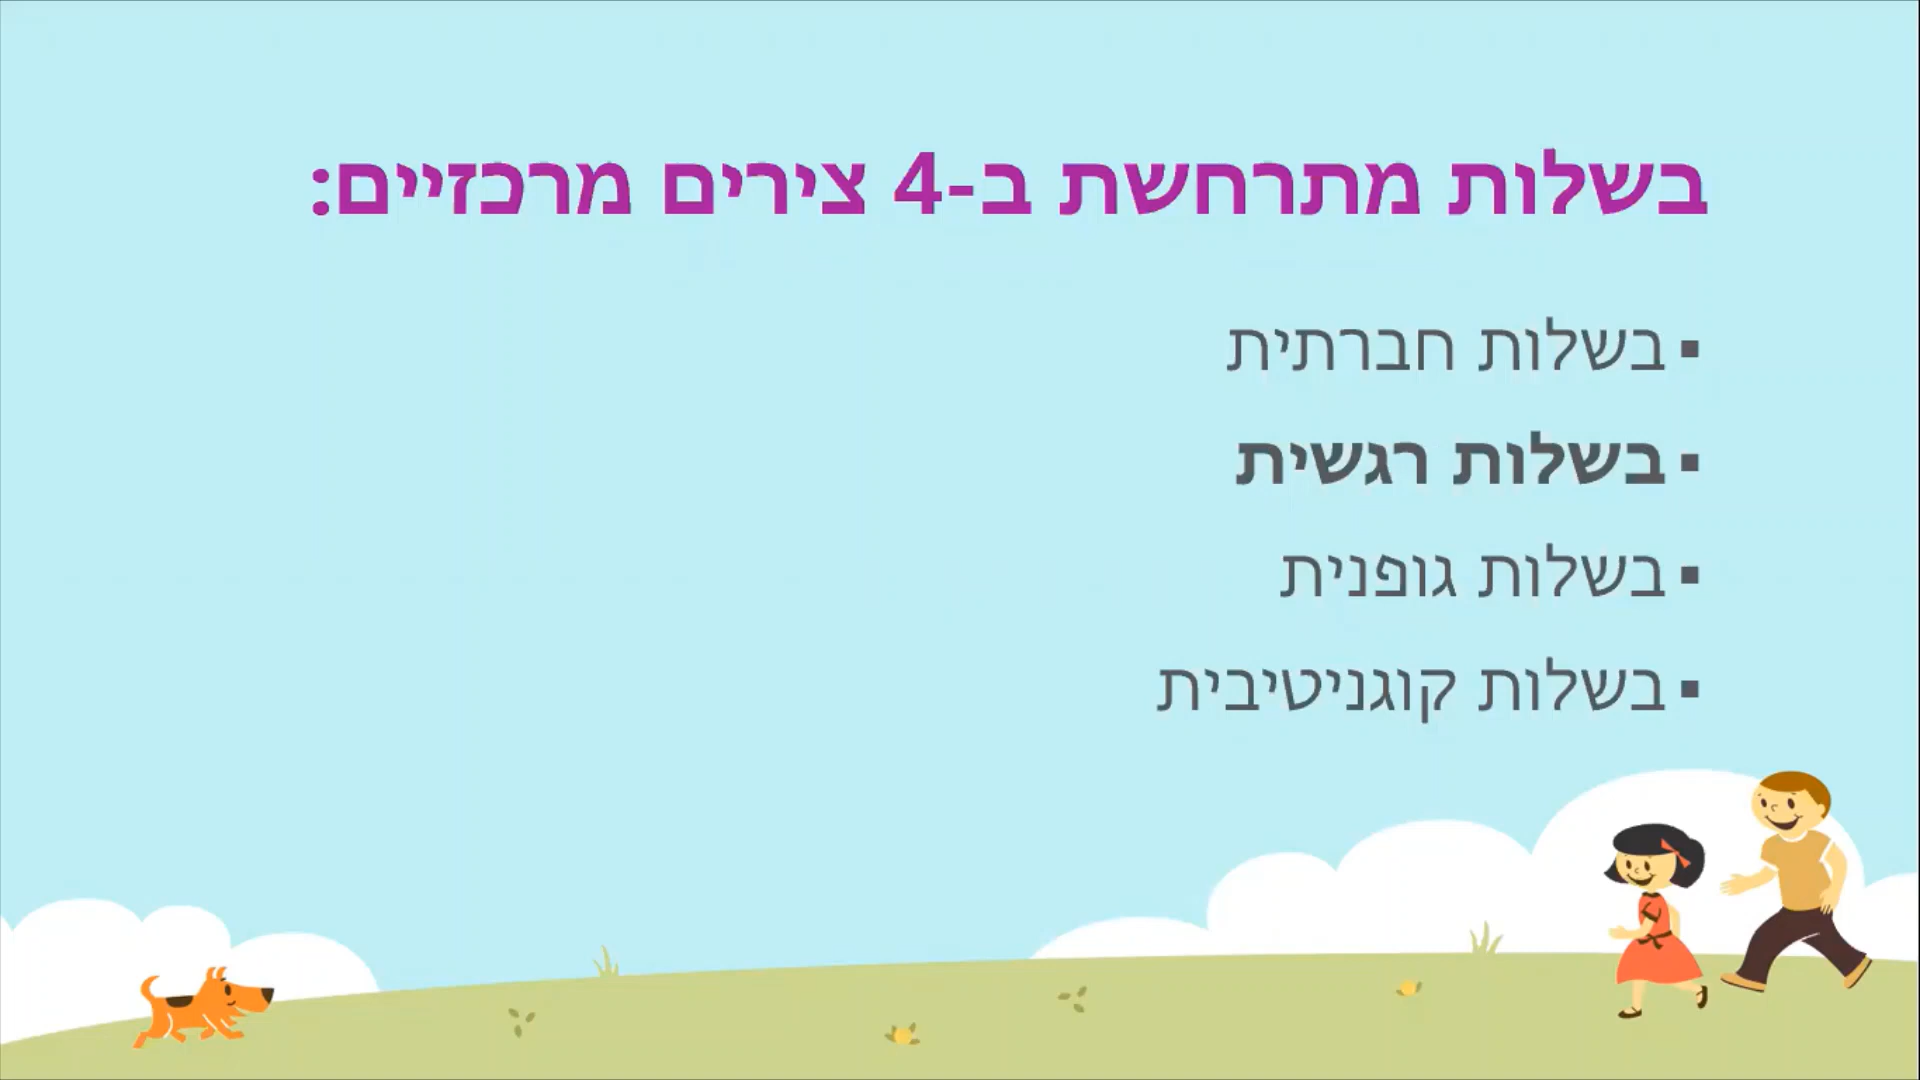 בשלות מתרחשת ב-4 צירים מרכזיים:
▪ בשלות חברתית
▪ בשלות רגשית
▪ בשלות גופנית
▪ בשלות קוגניטיבית